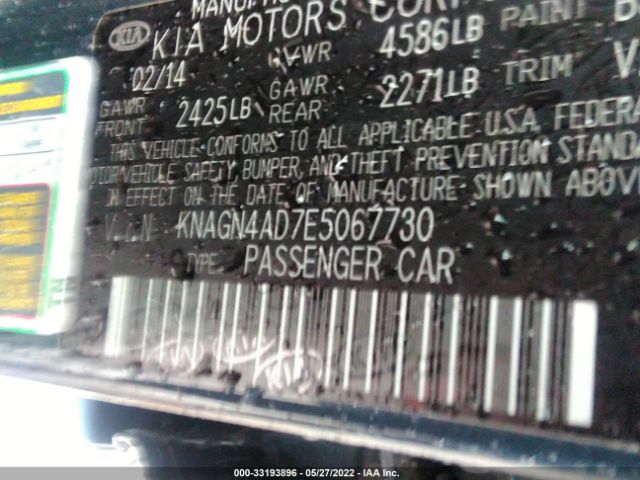 KIA KIA MOTORS
02/14 GVWR 4586LB PAINT B
GAWR FRONT 2425LB GAWR REAR 2271LB TRIM V
THIS VEHICLE CONFORMS TO ALL APPLICABLE U.S.A. FEDERA
MOTOR VEHICLE SAFETY, BUMPER, AND THEFT PREVENTION STANDA
IN EFFECT ON THE DATE OF MANUFACTURE SHOWN ABOVE
V.I.N KNAGN4AD7E5067730
TYPE: PASSENGER CAR
000-33193896 - 05/27/2022 - IAA Inc.